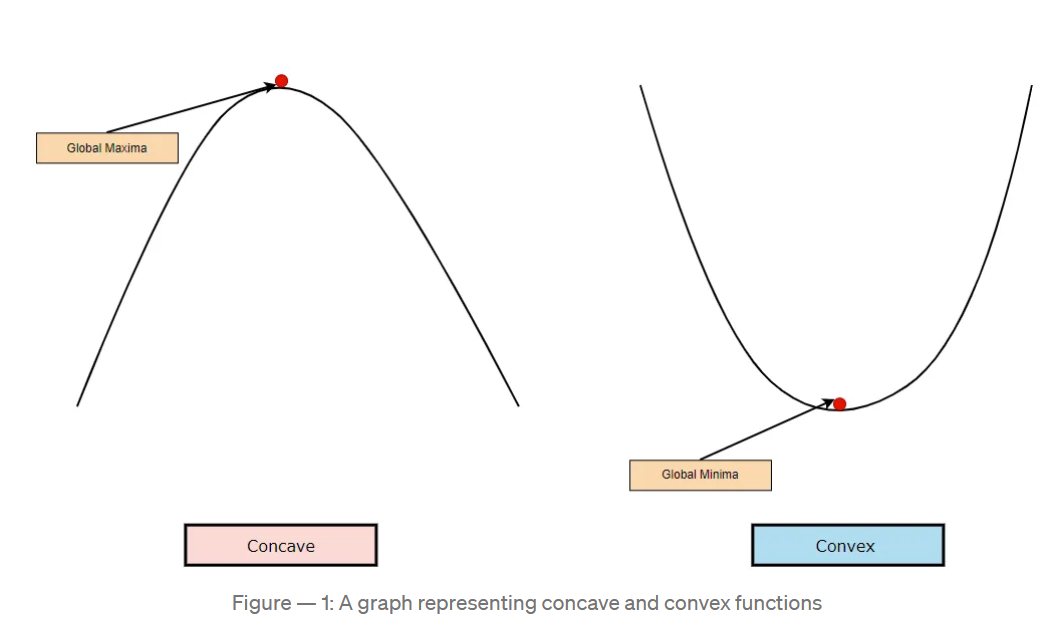 Global Maxima
Global Minima
Concave
Convex
Figure — 1: A graph representing concave and convex functions